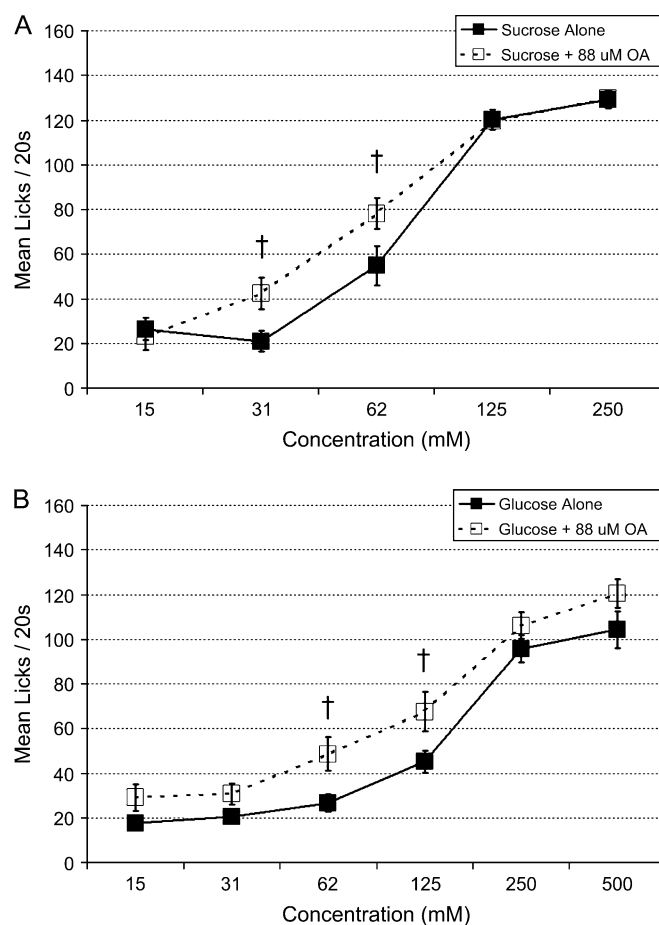 A
160
140
120
100
80
60
40
20
0
Mean Licks / 20s
Sucrose Alone
Sucrose + 88 uM OA
†
†
15 31 62 125 250
Concentration (mM)
B
160
140
120
100
80
60
40
20
0
Mean Licks / 20s
Glucose Alone
Glucose + 88 uM OA
†
†
15 31 62 125 250 500
Concentration (mM)